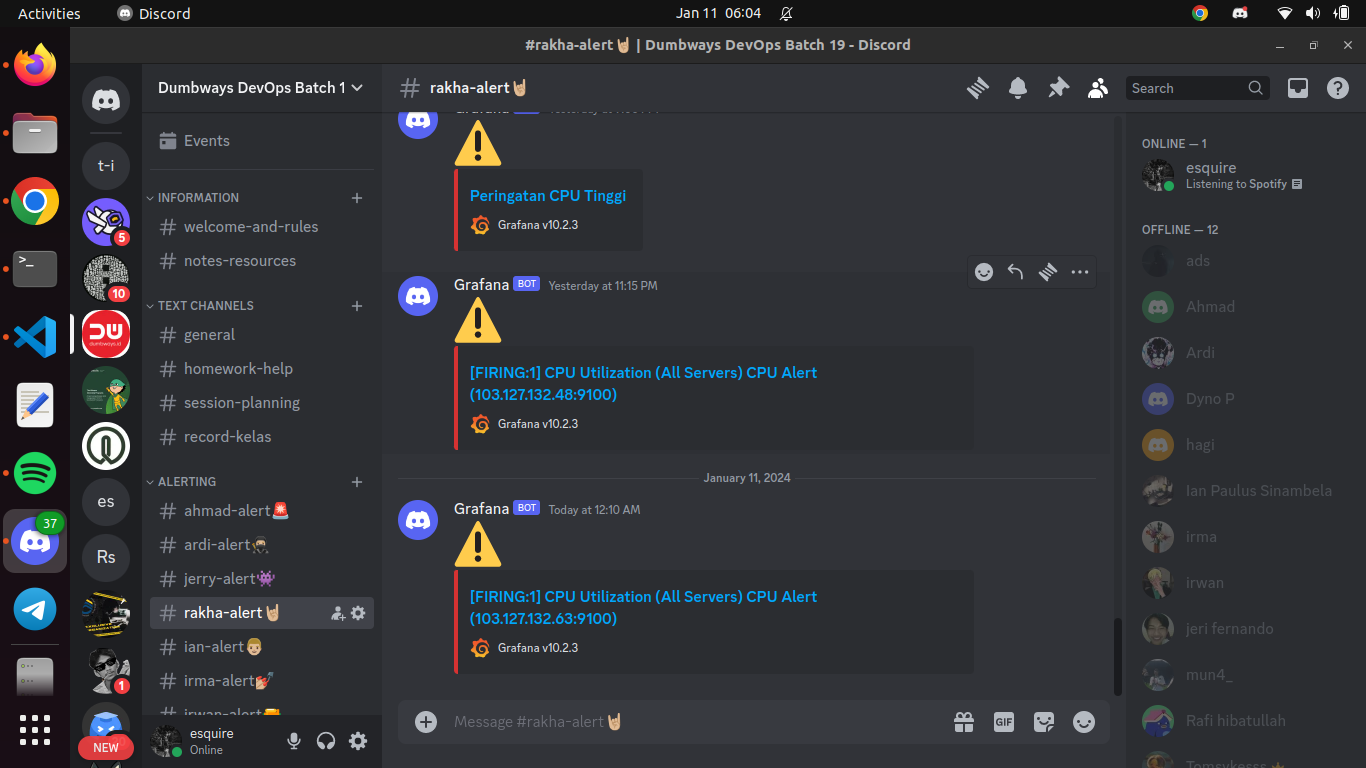 Activities
Discord
Jan 11 06:04
#rakha-alert🤘🏼 | Dumbways DevOps Batch 19 - Discord
Dumbways DevOps Batch 1
# rakha-alert🤘🏼
Search
t-i
5
10
DW
dumbways.id
es
Rs
1
NEW
37
Events
INFORMATION
# welcome-and-rules
# notes-resources
TEXT CHANNELS
# general
# homework-help
# session-planning
# record-kelas
ALERTING
# ahmad-alert🚨
# ardi-alert🥷🏼
# jerry-alert👾
# rakha-alert🤘🏼
# ian-alert👨🏼
# irma-alert💅🏼
# irwan-alert🔫
esquire
Online
Peringatan CPU Tinggi
Grafana v10.2.3
Grafana BOT Yesterday at 11:15 PM
[FIRING:1] CPU Utilization (All Servers) CPU Alert
(103.127.132.48:9100)
Grafana v10.2.3
January 11, 2024
Grafana BOT Today at 12:10 AM
[FIRING:1] CPU Utilization (All Servers) CPU Alert
(103.127.132.63:9100)
Grafana v10.2.3
Message #rakha-alert🤘🏼
GIF
ONLINE — 1
esquire
Listening to Spotify
OFFLINE — 12
ads
Ahmad
Ardi
Dyno P
hagi
Ian Paulus Sinambela
irma
irwan
jeri fernando
mun4_
Rafi hibatullah
Tomsykesss